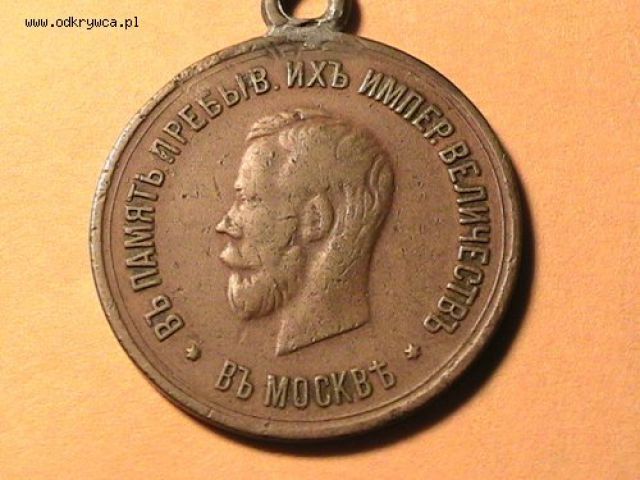 www.odkrywca.pl
ВЪ ПАМЯТЬ ПРЕБЫВ. ИХЪ ИМПЕР. ВЕЛИЧЕСТВЪ
ВЪ МОСКВѢ